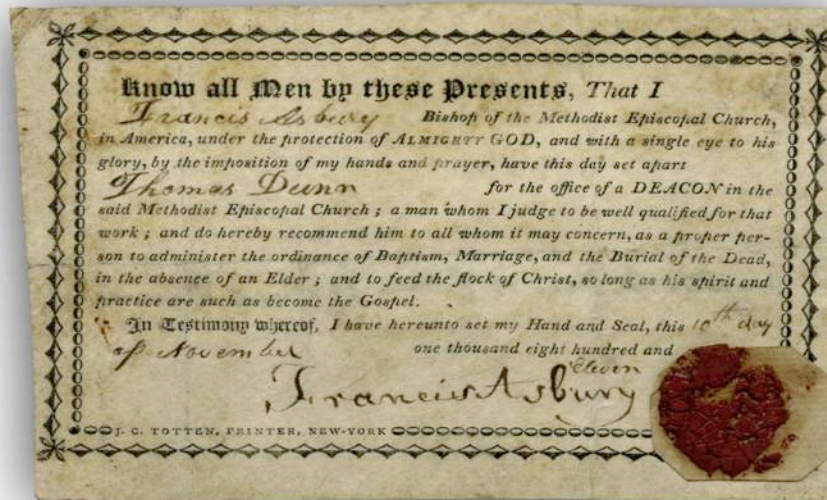 Know all Men by these Presents, That I
Francis Asbury Bishop of the Methodist Episcopal Church,
in America, under the protection of ALMIGHTY GOD, and with a single eye to his
glory, by the imposition of my hands and prayer, have this day set apart
Thomas Dunn for the office of a DEACON in the
said Methodist Episcopal Church ; a man whom I judge to be well qualified for that
work ; and do hereby recommend him to all whom it may concern, as a proper per-
son to administer the ordinance of Baptism, Marriage, and the Burial of the Dead,
in the absence of an Elder ; and to feed the flock of Christ, so long as his spirit and
practice are such as become the Gospel.
In Testimony whereof, I have hereunto set my Hand and Seal, this 10th day
of November one thousand eight hundred and
eleven
Francis Asbury
J. C. TOTTEN, PRINTER, NEW-YORK